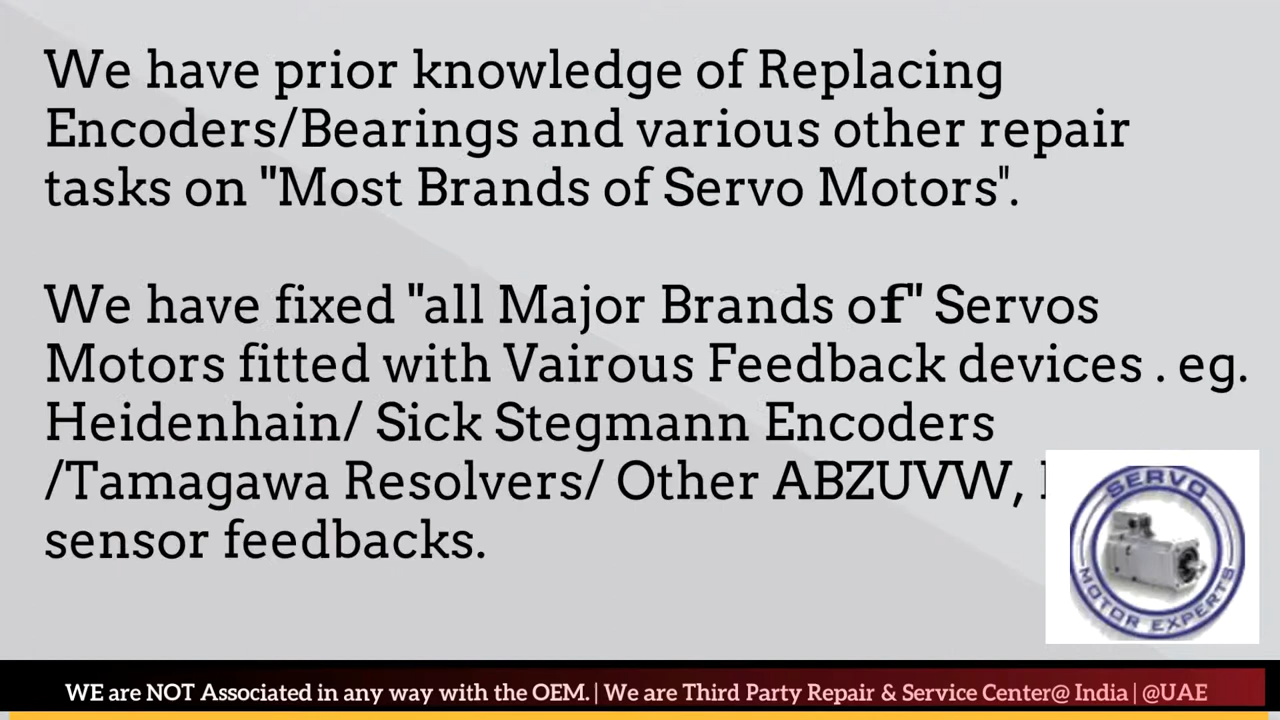 We have prior knowledge of Replacing
Encoders/Bearings and various other repair
tasks on "Most Brands of Servo Motors".
We have fixed "all Major Brands of" Servos
Motors fitted with Vairous Feedback devices . eg.
Heidenhain/ Sick Stegmann Encoders
/Tamagawa Resolvers/ Other ABZUVW,
sensor feedbacks.
SERVO
MOTOR EXPERTS
WE are NOT Associated in any way with the OEM. | We are Third Party Repair & Service Center@ India | @UAE